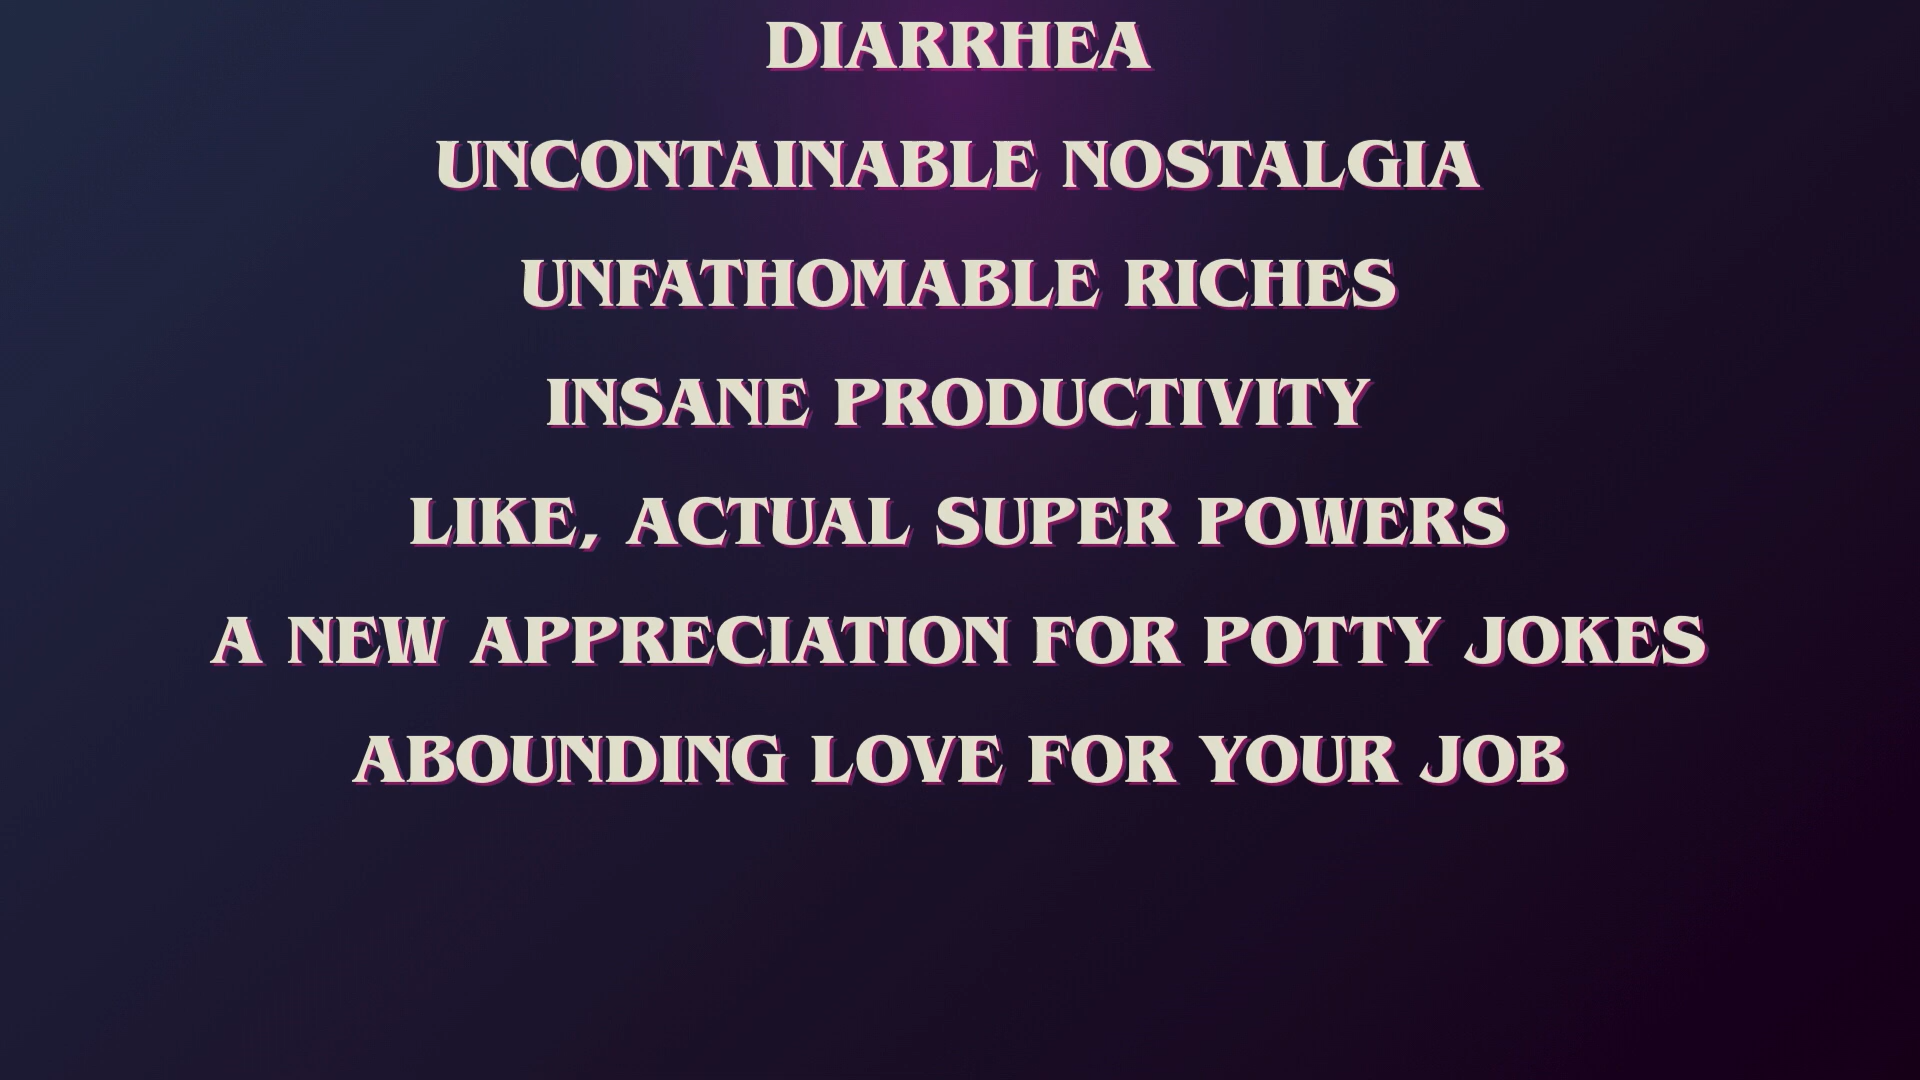 DIARRHEA
UNCONTAINABLE NOSTALGIA
UNFATHOMABLE RICHES
INSANE PRODUCTIVITY
LIKE, ACTUAL SUPER POWERS
A NEW APPRECIATION FOR POTTY JOKES
ABOUNDING LOVE FOR YOUR JOB